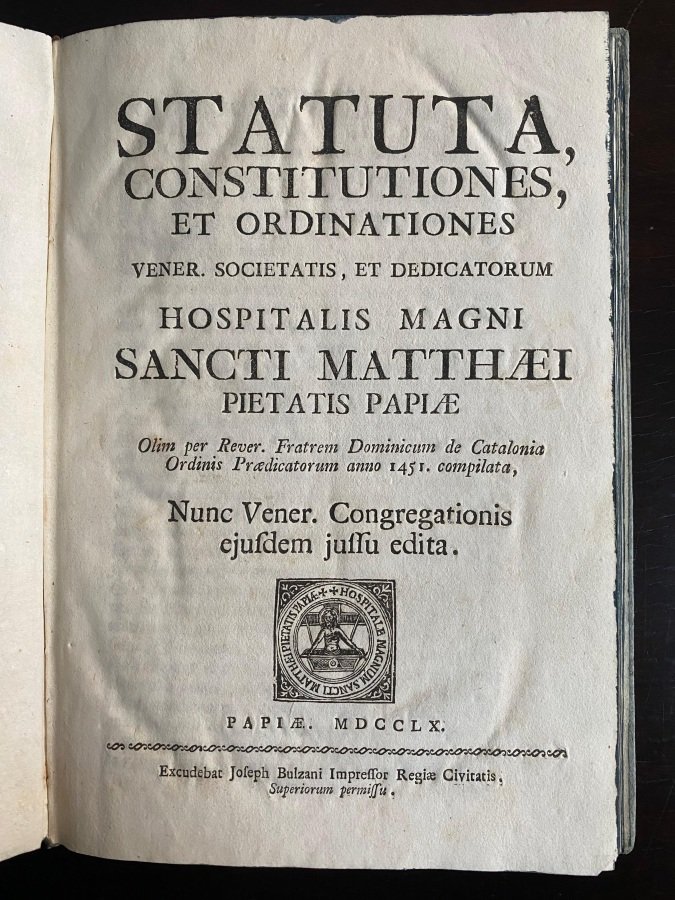 STATUTA,
CONSTITUTIONES,
ET ORDINATIONES
VENER. SOCIETATIS, ET DEDICATORUM
HOSPITALIS MAGNI
SANCTI MATTHÆI
PIETATIS PAPIÆ
Olim per Rever. Fratrem Dominicum de Catalonia
Ordinis Prædicatorum anno 1451. compilata,
Nunc Vener. Congregationis
ejuſdem juſſu edita.
✢ HOSPITALE MAGNUM SANCTI MATTHÆI PIETATIS PAPIÆ ✢
PAPIÆ. MDCCLX.
Excudebat Joſeph Bulzani Impreſſor Regiæ Civitatis.
Superiorum permiſſu.